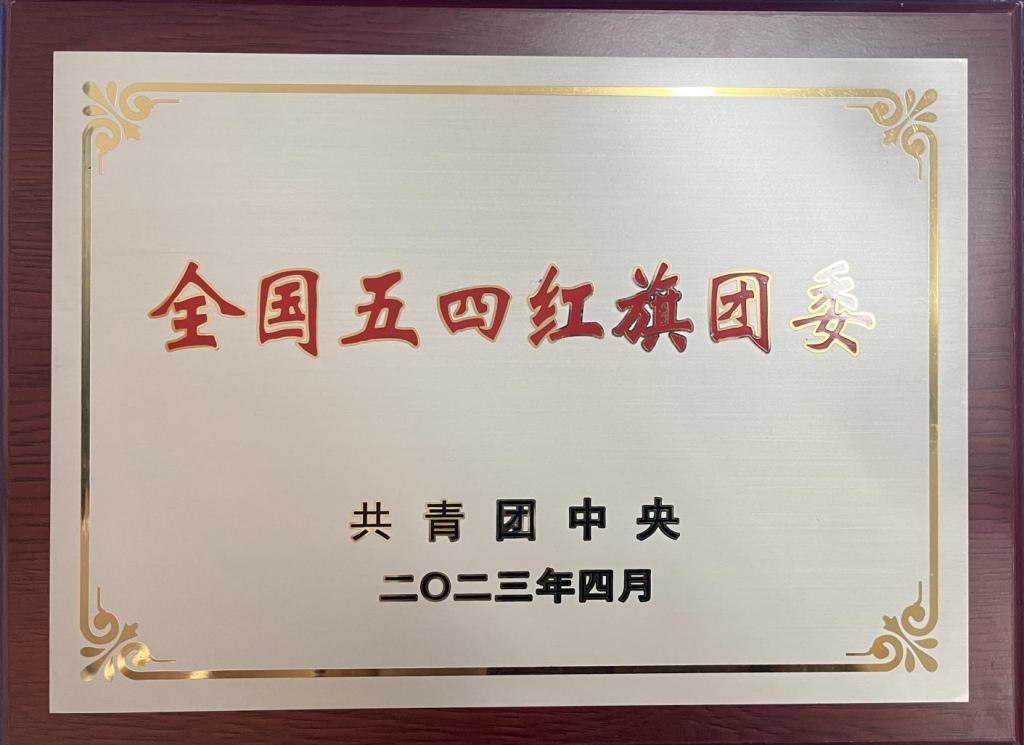 全国五四红旗团委
共青团中央
二〇二三年四月